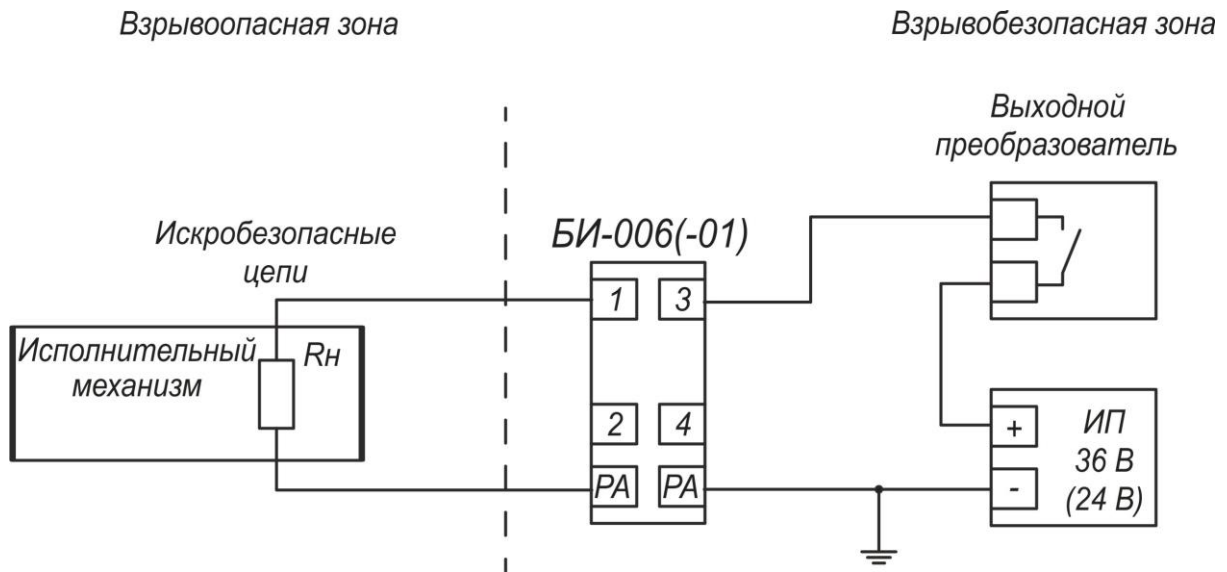 Взрывоопасная зона
Взрывобезопасная зона
Выходной
преобразователь
Искробезопасные
цепи
БИ-006(-01)
1
3
Исполнительный
механизм
Rн
2
4
PA
PA
+
-
ИП
36 В
(24 В)